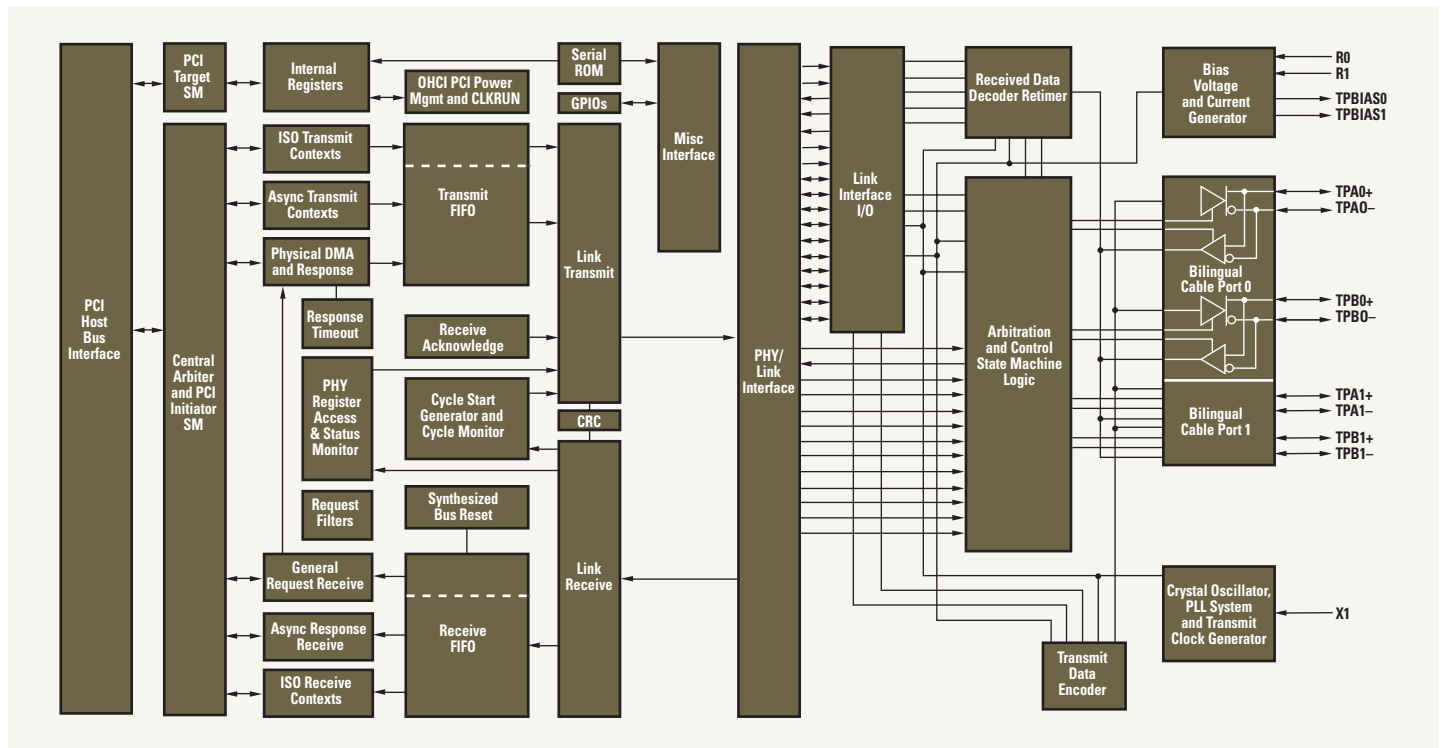 PCI
Host
Bus
Interface
PCI
Target
SM
Central
Arbiter
and PCI
Initiator
SM
Internal
Registers
OHCI PCI Power
Mgmt and CLKRUN
Serial
ROM
GPIOs
Misc
Interface
ISO Transmit
Contexts
Async Transmit
Contexts
Physical DMA
and Response
Response
Timeout
Transmit
FIFO
Link
Transmit
Receive
Acknowledge
PHY
Register
Access
& Status
Monitor
Cycle Start
Generator and
Cycle Monitor
CRC
Request
Filters
Synthesized
Bus Reset
General
Request Receive
Async Response
Receive
ISO Receive
Contexts
Receive
FIFO
Link
Receive
PHY/
Link
Interface
Link
Interface
I/O
Received Data
Decoder Retimer
Arbitration
and Control
State Machine
Logic
Transmit
Data
Encoder
Bias
Voltage
and Current
Generator
R0
R1
TPBIAS0
TPBIAS1
Bilingual
Cable Port 0
TPA0+
TPAO–
TPB0+
TPBO–
Bilingual
Cable Port 1
TPA1+
TPA1–
TPB1+
TPB1–
Crystal Oscillator,
PLL System
and Transmit
Clock Generator
X1